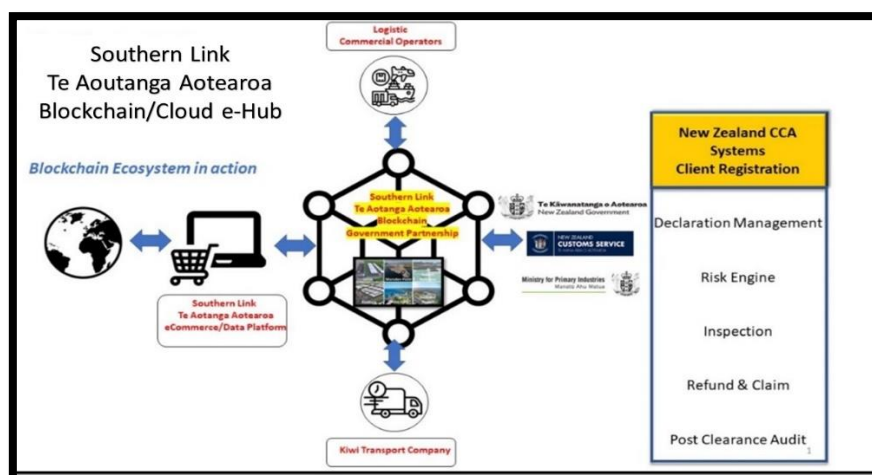 Southern Link
Te Aoutanga Aotearoa
Blockchain/Cloud e-Hub
Blockchain Ecosystem in action
Logistic
Commercial Operators
Southern Link
Te Aotanga Aotearoa
Blockchain
Government Partnership
Southern Link
Te Aotanga Aotearoa
eCommerce/Data Platform
Kiwi Transport Company
Te Kāwanatanga o Aotearoa
New Zealand Government
NEW ZEALAND
CUSTOMS SERVICE
Ministry for Primary Industries
Manatū Ahu Matua
New Zealand CCA
Systems
Client Registration
Declaration Management
Risk Engine
Inspection
Refund & Claim
Post Clearance Audit
1